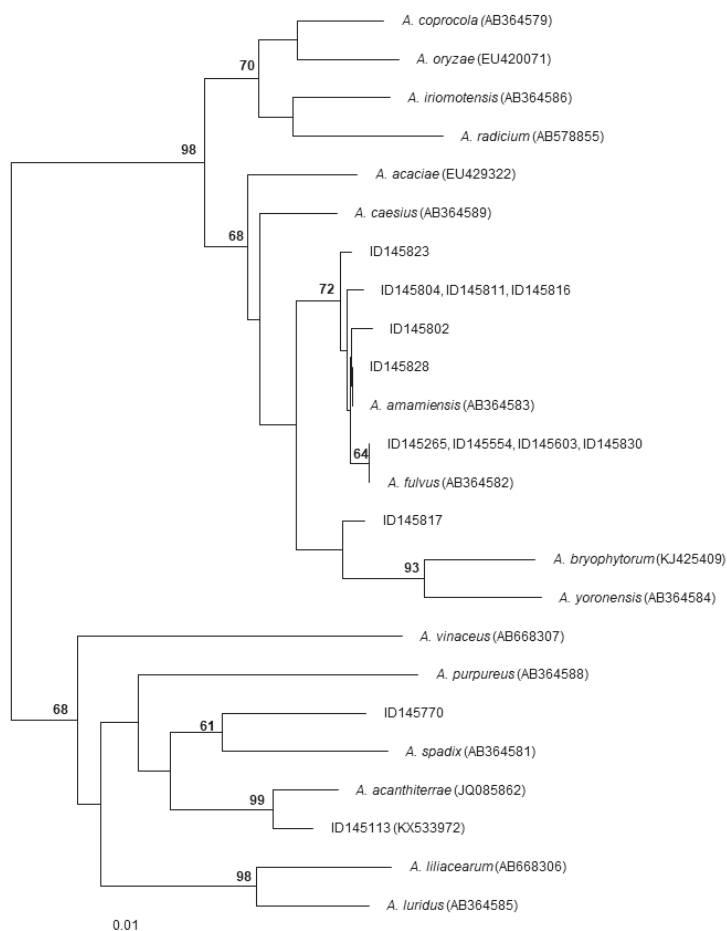 A. coprocola (AB364579)
A. oryzae (EU420071)
70
A. iriomotensis (AB364586)
A. radicium (AB578855)
98
A. acaciae (EU429322)
A. caesius (AB364589)
68
ID145823
72
ID145804, ID145811, ID145816
ID145802
ID145828
A. amamiensis (AB364583)
ID145265, ID145554, ID145603, ID145830
64
A. fulvus (AB364582)
ID145817
A. bryophytorum (KJ425409)
93
A. yoronensis (AB364584)
A. vinaceus (AB668307)
A. purpureus (AB364588)
68
ID145770
61
A. spadix (AB364581)
A. acanthiterrae (JQ085862)
99
ID145113 (KX533972)
A. liliacearum (AB668306)
98
A. luridus (AB364585)
0.01